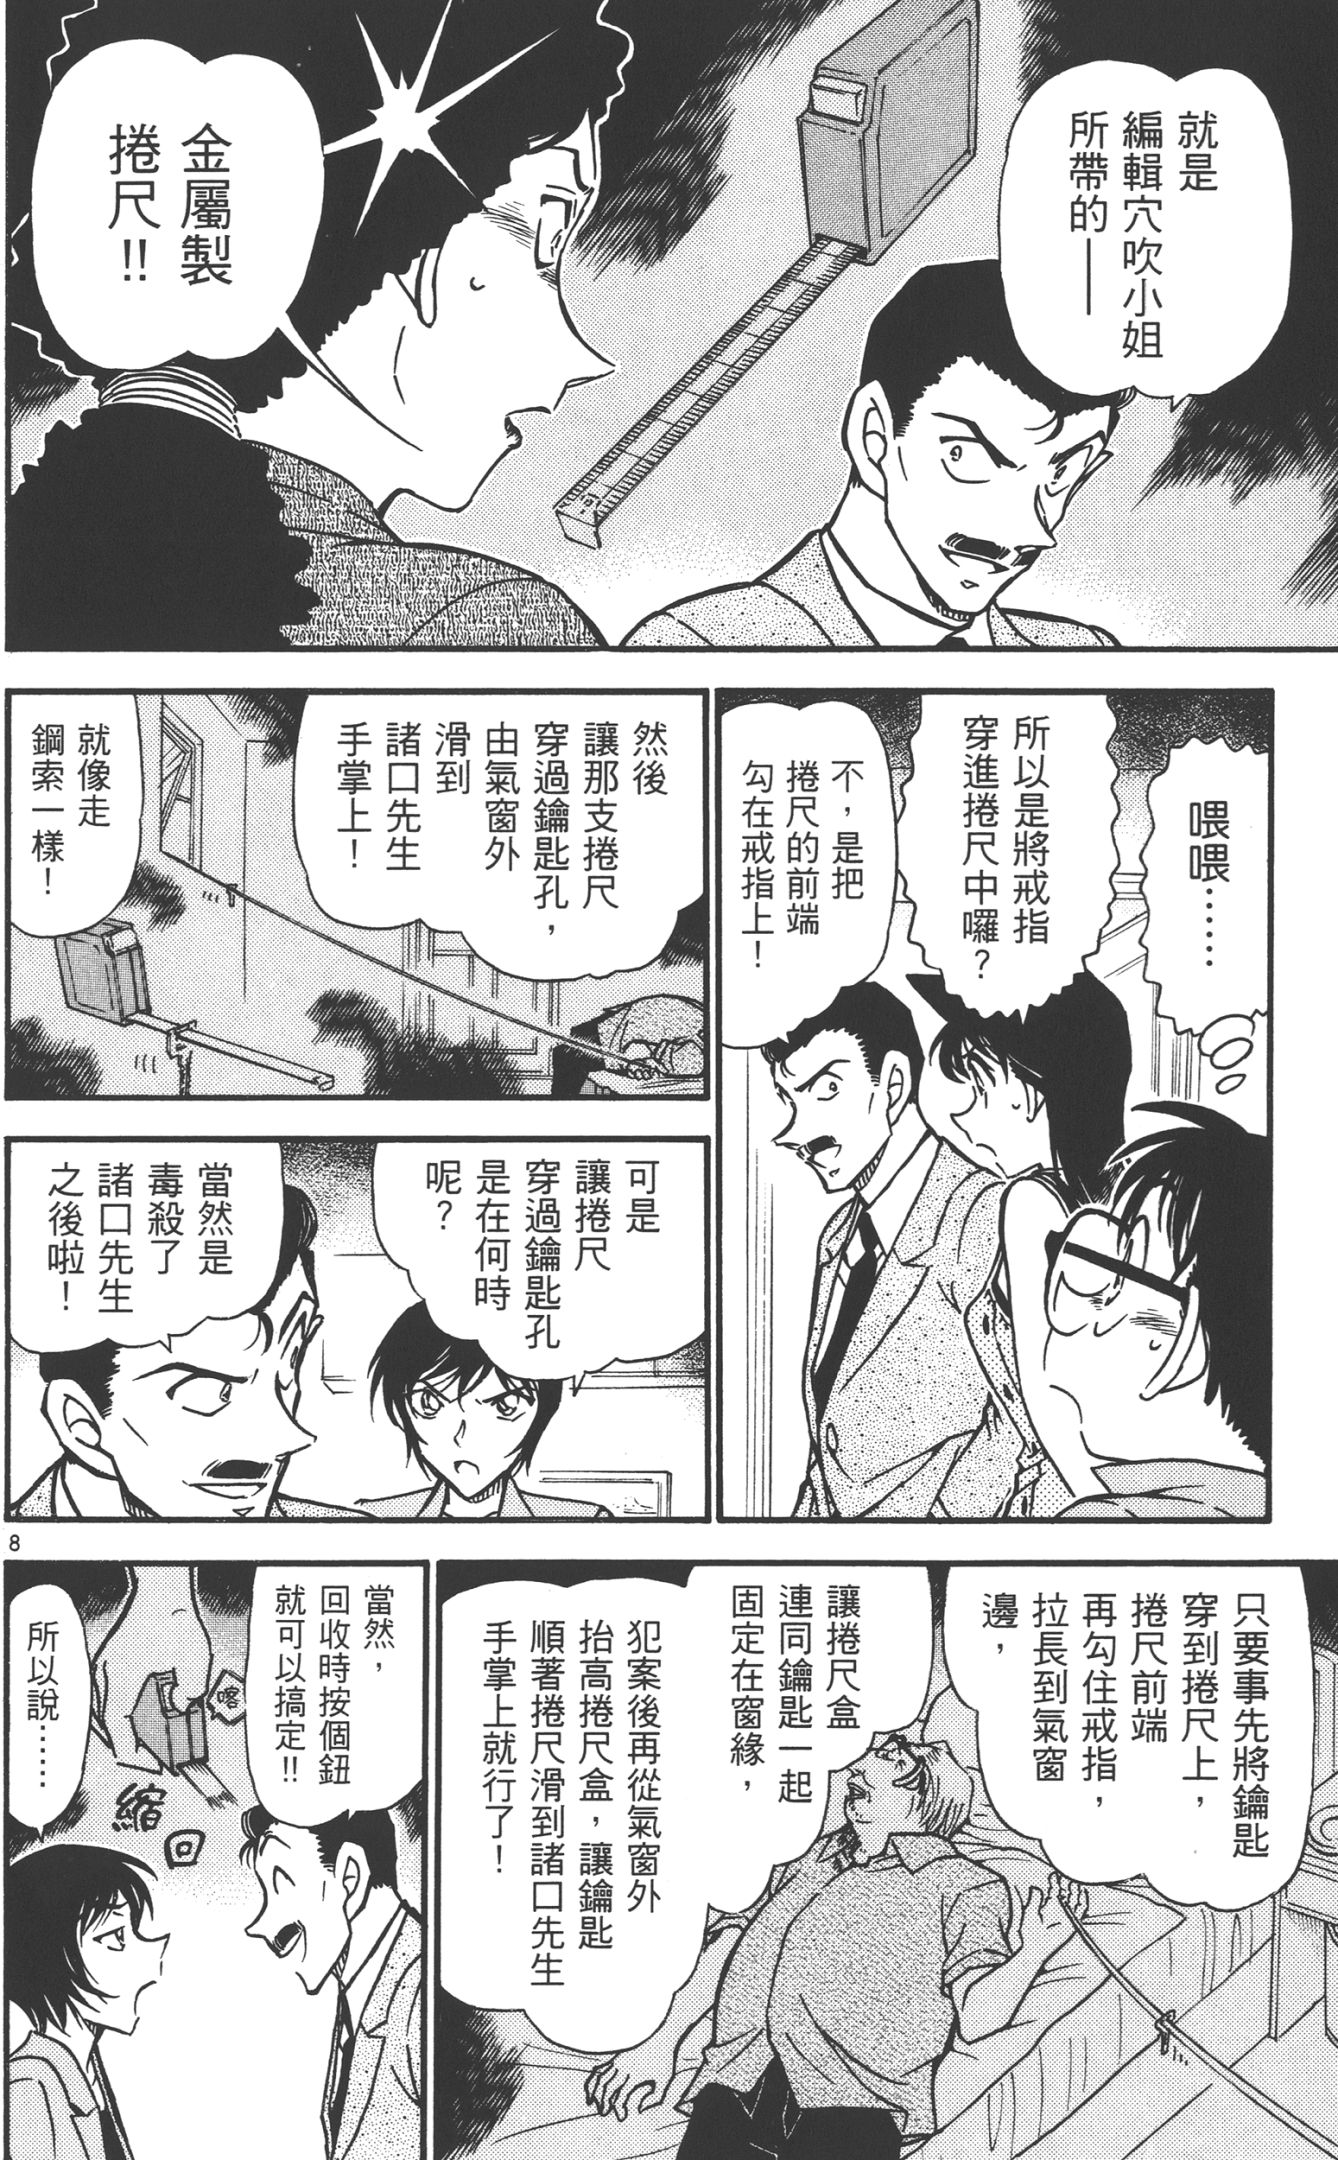 就是
編輯穴吹小姐
所帶的——
金屬製
捲尺!!
喂喂……
所以是將戒指
穿進捲尺中囉？
不，是把
捲尺的前端
勾在戒指上！
然後
讓那支捲尺
穿過鑰匙孔，
由氣窗外
滑到
諸口先生
手掌上！
就像走
鋼索一樣！
可是
讓捲尺
穿過鑰匙孔
是在何時
呢？
當然是
毒殺了
諸口先生
之後啦！
8
只要事先將鑰匙
穿到捲尺上，
捲尺前端
再勾住戒指，
拉長到氣窗
邊，
讓捲尺盒
連同鑰匙一起
固定在窗緣，
犯案後再從氣窗外
抬高捲尺盒，讓鑰匙
順著捲尺滑到諸口先生
手掌上就行了！
當然，
回收時按個鈕
就可以搞定!!
喀
縮回
所以說……